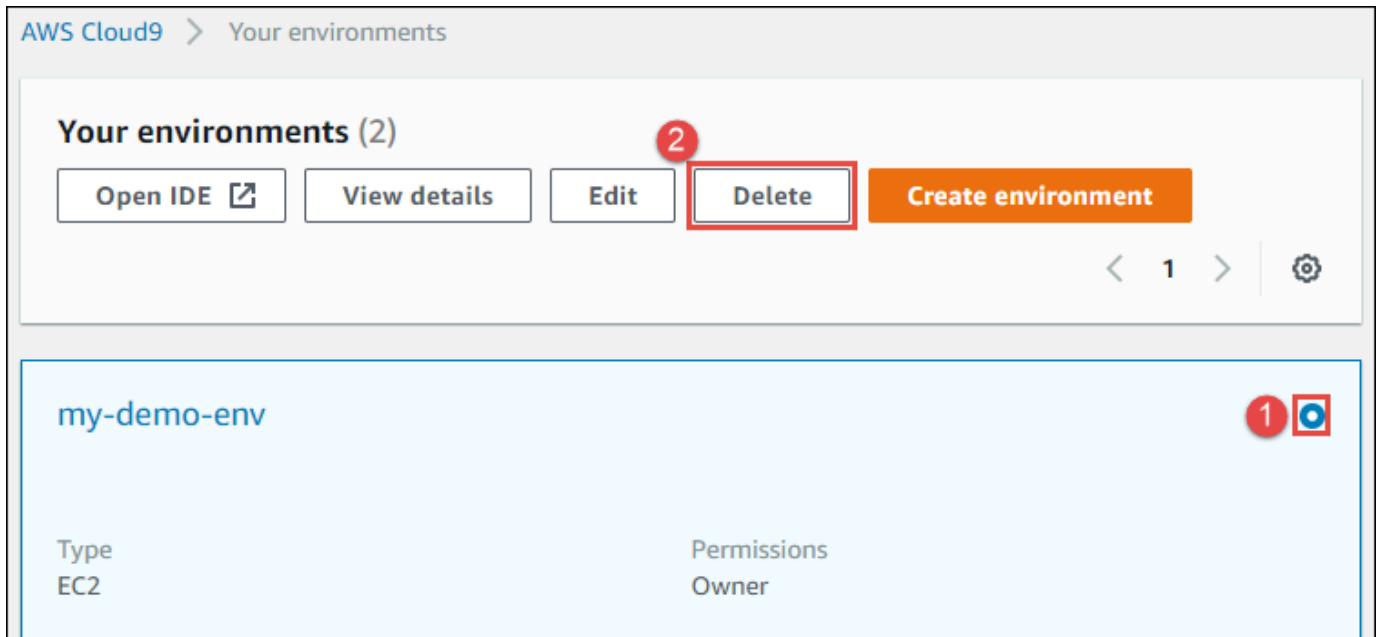 AWS Cloud9 > Your environments
Your environments (2)
2
Open IDE View details Edit Delete Create environment
< 1 >
my-demo-env
1
Type Permissions
EC2 Owner